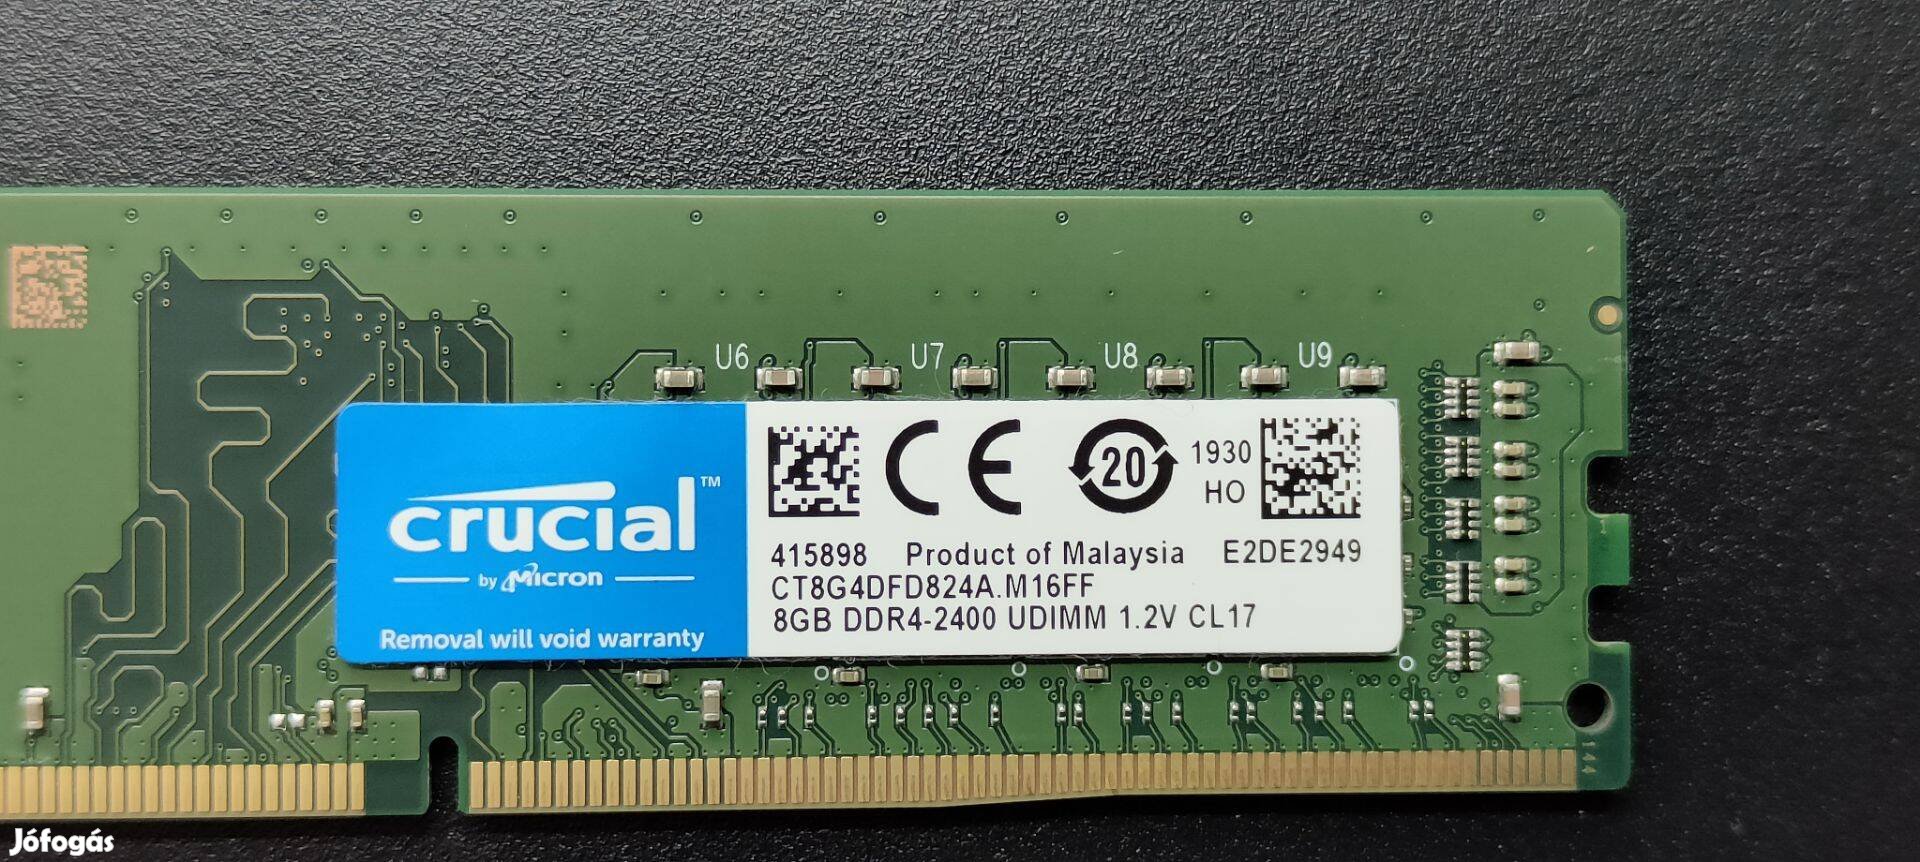 U6 U7 U8 U9
crucial™
by Micron
Removal will void warranty
20
1930
HO
415898 Product of Malaysia E2DE2949
CT8G4DFD824A.M16FF
8GB DDR4-2400 UDIMM 1.2V CL17
144
Jófogás